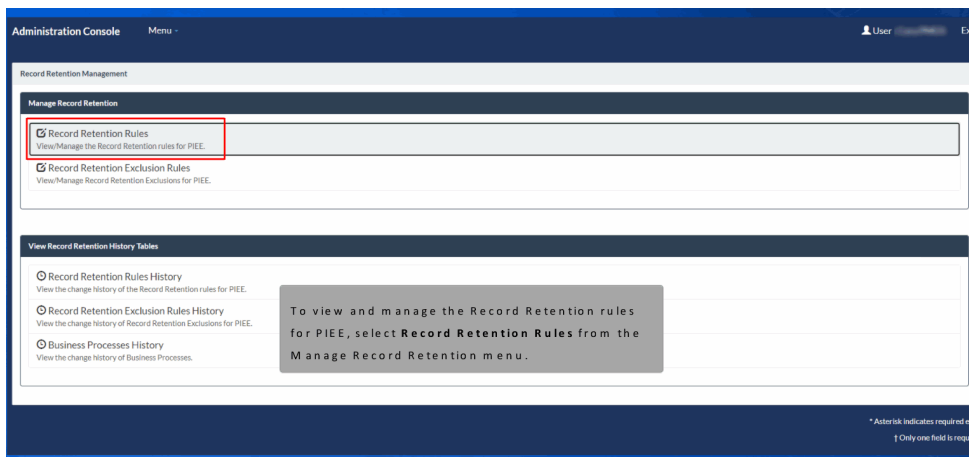 Administration Console Menu - User Ex
Record Retention Management
Manage Record Retention
Record Retention Rules
View/Manage the Record Retention rules for PIEE.
Record Retention Exclusion Rules
View/Manage Record Retention Exclusions for PIEE.
View Record Retention History Tables
Record Retention Rules History
View the change history of the Record Retention rules for PIEE.
Record Retention Exclusion Rules History
View the change history of Record Retention Exclusions for PIEE.
Business Processes History
View the change history of Business Processes.
To view and manage the Record Retention rules
for PIEE, select Record Retention Rules from the
Manage Record Retention menu.
* Asterisk indicates required e
† Only one field is requ